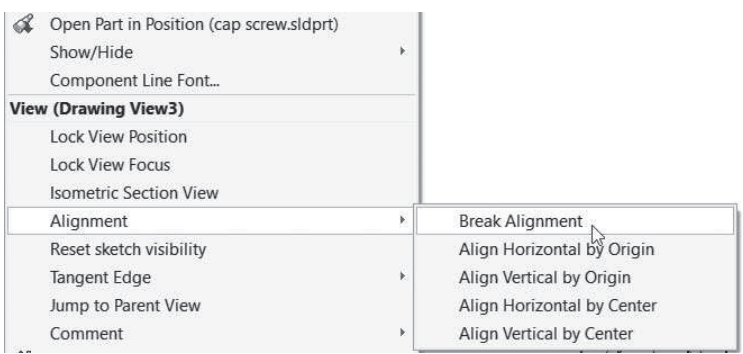 Open Part in Position (cap screw.sldprt)
Show/Hide
Component Line Font...
View (Drawing View3)
Lock View Position
Lock View Focus
Isometric Section View
Alignment
Reset sketch visibility
Tangent Edge
Jump to Parent View
Comment
Break Alignment
Align Horizontal by Origin
Align Vertical by Origin
Align Horizontal by Center
Align Vertical by Center